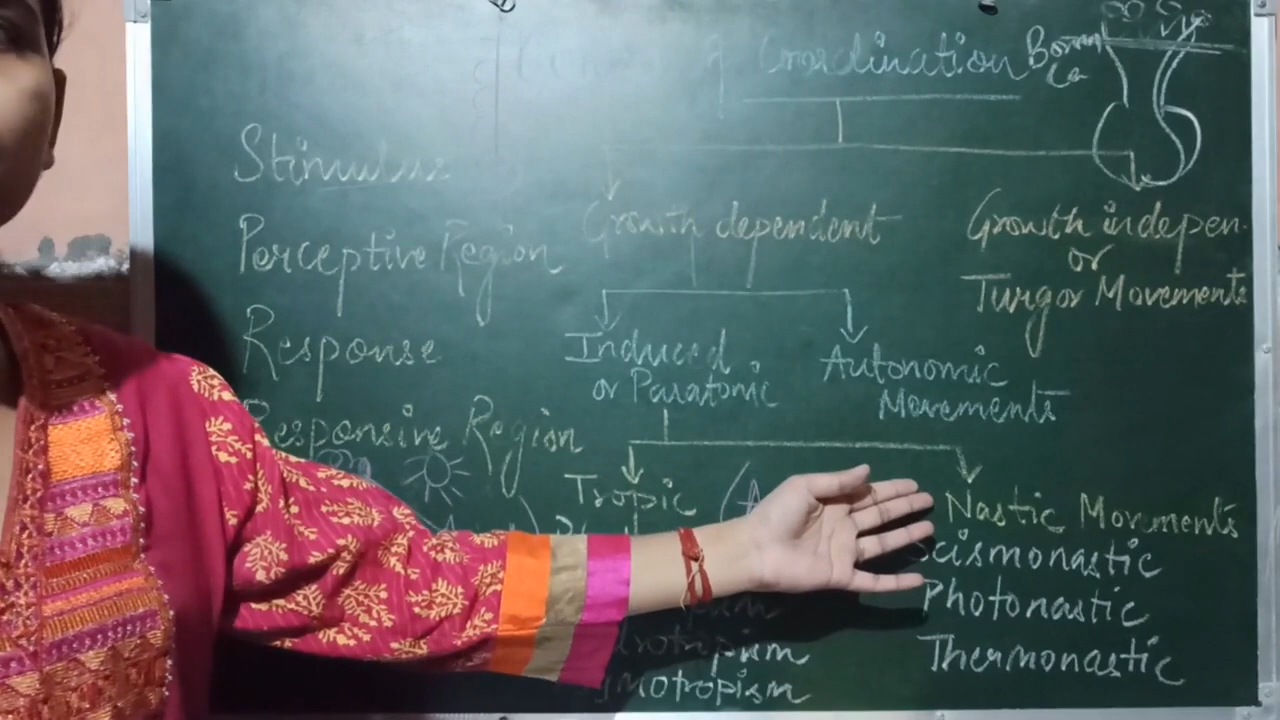 Coordination
Stimulus
Perceptive Region
Response
Responsive Region
Growth dependent
Growth indepen.
or
Turgor Movements
Induced
or Paratonic
Autonomic
Movements
Tropic
Nastic Movements
Seismonastic
Photonastic
Thermonastic